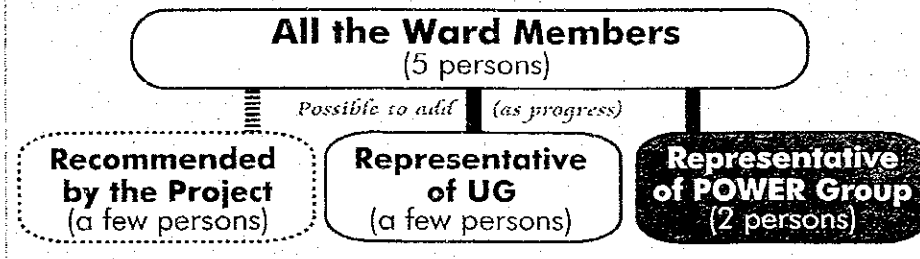 All the Ward Members
(5 persons)
Possible to add (as progress)
Recommended
by the Project
(a few persons)
Representative
of UG
(a few persons)
Representative
of POWER Group
(2 persons)